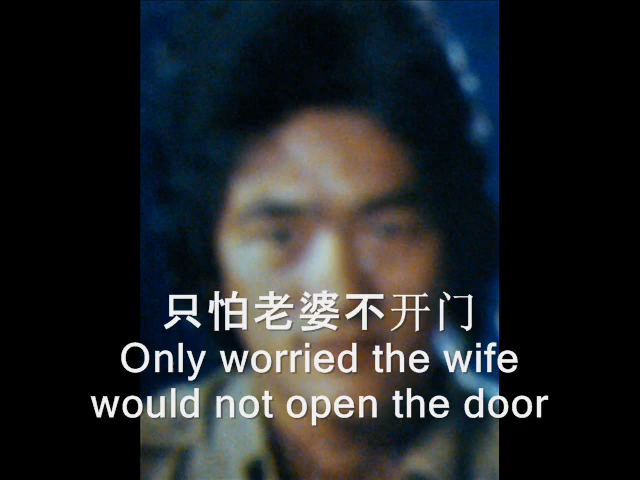 只怕老婆不开门
Only worried the wife
would not open the door